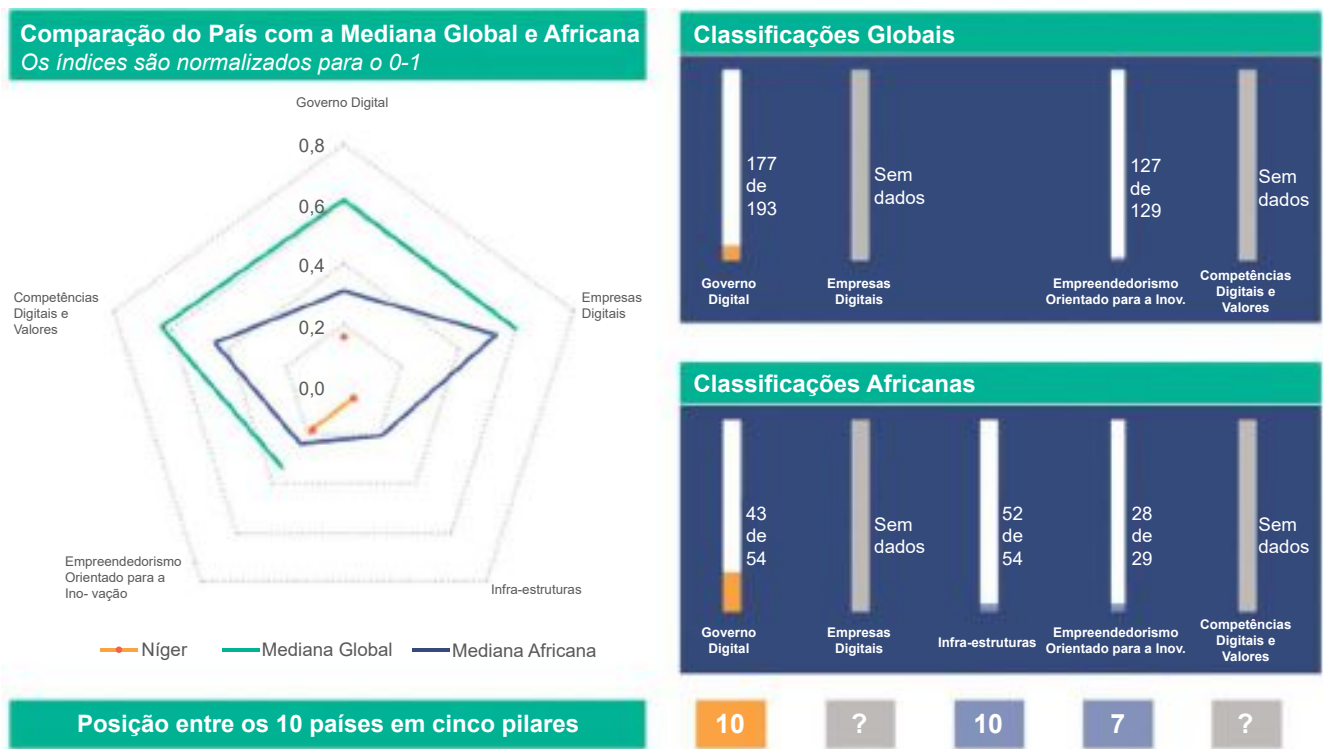 Comparação do País com a Mediana Global e Africana
Os índices são normalizados para o 0-1
Governo Digital
0,8
0,6
0,4
0,2
0,0
Competências
Digitais e
Valores
Empresas
Digitais
Empreendedorismo
Orientado para a
Ino- vação
Infra-estruturas
Níger
Mediana Global
Mediana Africana
Classificações Globais
177
de
193
Sem
dados
127
de
129
Sem
dados
Governo
Digital
Empresas
Digitais
Empreendedorismo
Orientado para a Inov.
Competências
Digitais e
Valores
Classificações Africanas
43
de
54
Sem
dados
52
de
54
28
de
29
Sem
dados
Governo
Digital
Empresas
Digitais
Infra-estruturas
Empreendedorismo
Orientado para a Inov.
Competências
Digitais e
Valores
Posição entre os 10 países em cinco pilares
10
?
10
7
?